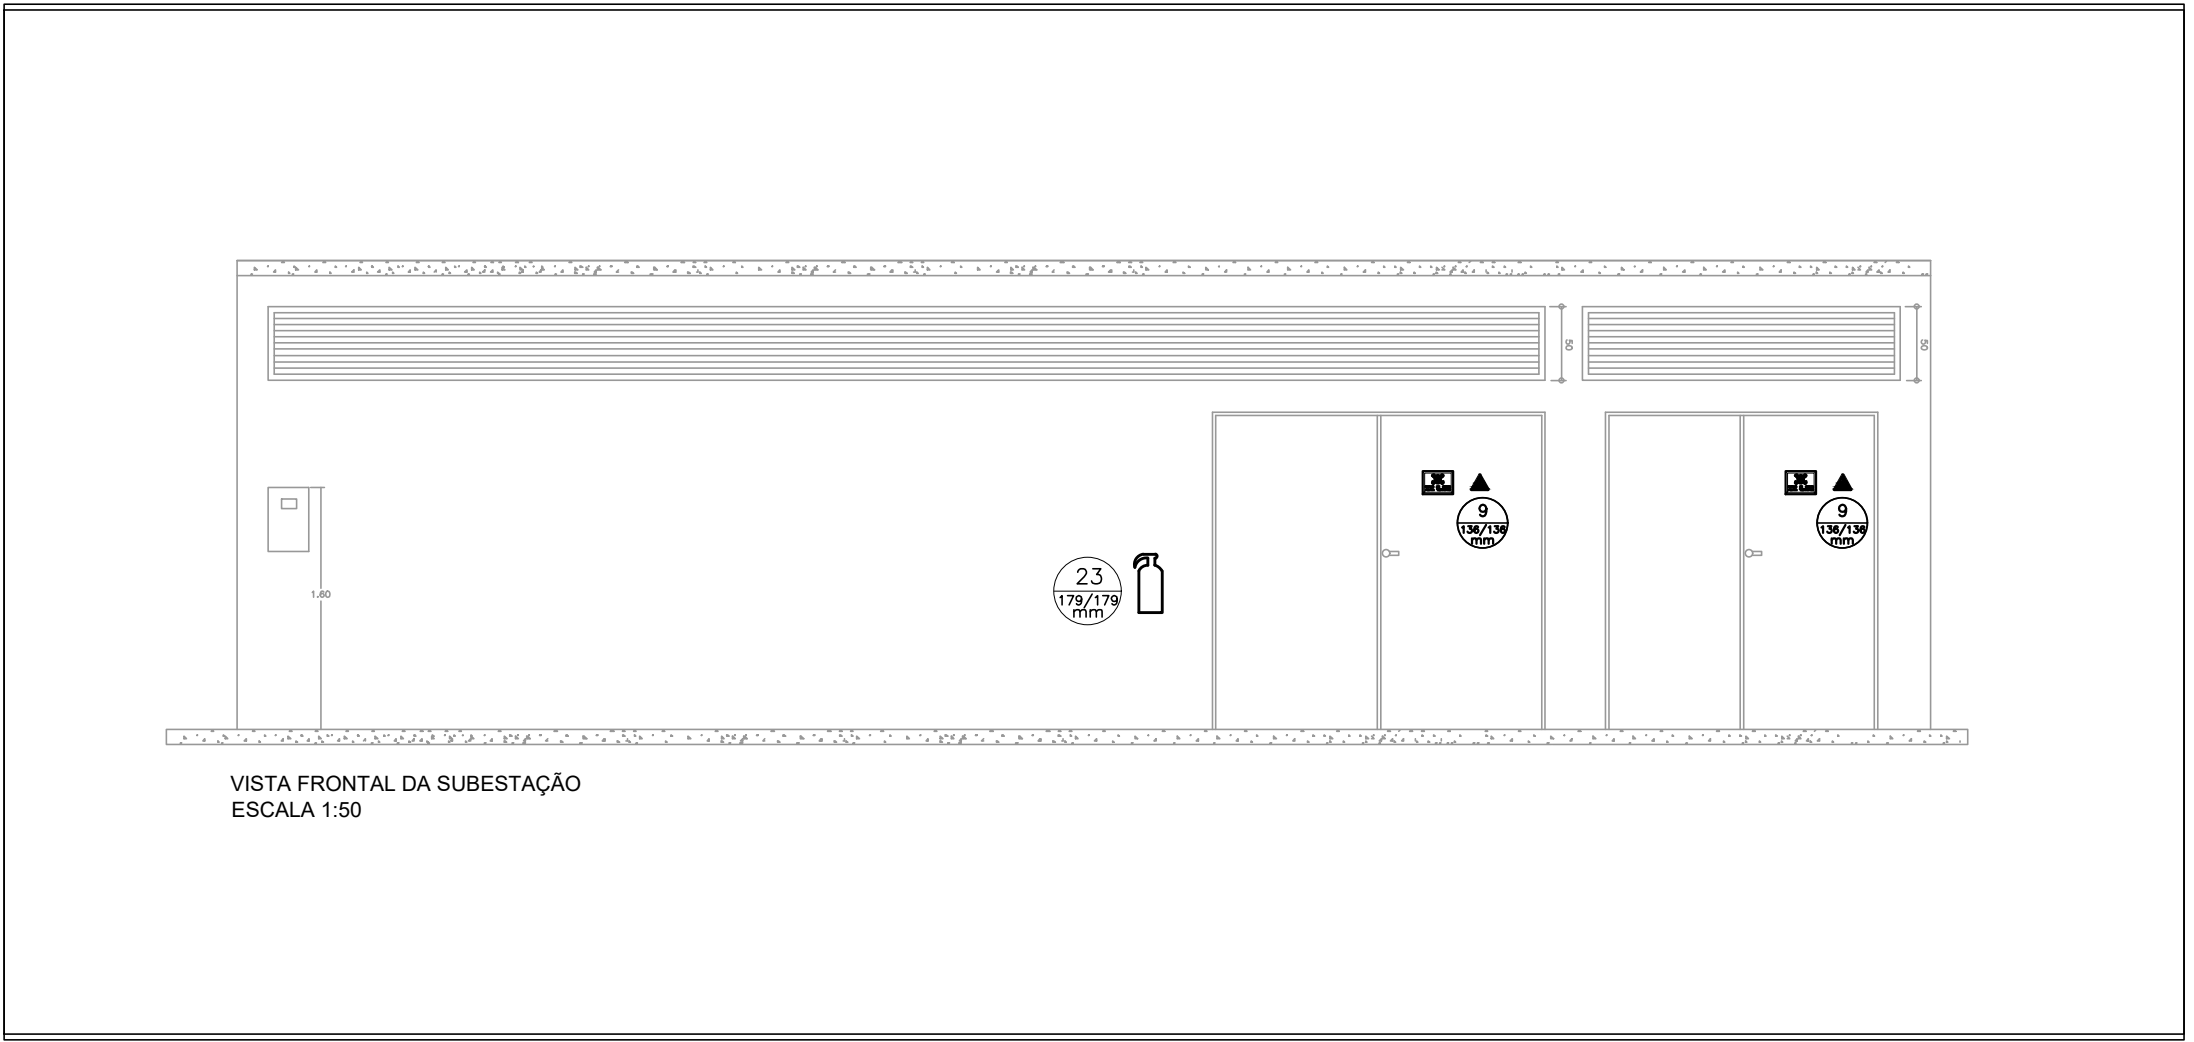 50
50
9
136/136
mm
9
136/136
mm
23
179/179
mm
1.60
VISTA FRONTAL DA SUBESTAÇÃO
ESCALA 1:50